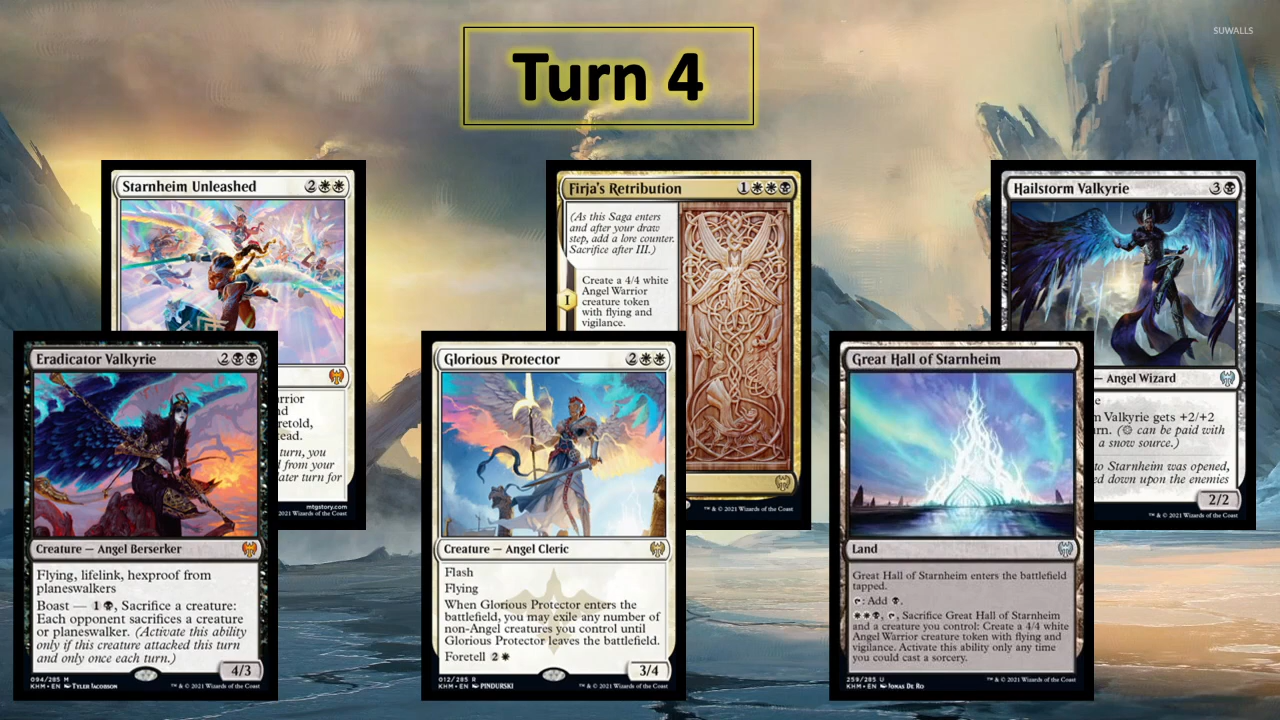 SUWALLS
Turn 4
Starnheim Unleashed 2
rrior
nd
retold,
tead.
turn, you
l from your
ater turn for
mtgstory.com
2021 Wizards of the Coast
Firja's Retribution 1
(As this Saga enters
and after your draw
step, add a lore counter.
Sacrifice after III.)
I
Create a 4/4 white
Angel Warrior
creature token
with flying and
vigilance.
™ & © 2021 Wizards of the Coast
Hailstorm Valkyrie 3
— Angel Wizard
e
n Valkyrie gets +2/+2
urn. ( can be paid with
a snow source.)
to Starnheim was opened,
ed down upon the enemies
2/2
™ & © 2021 Wizards of the Coast
Eradicator Valkyrie 2
Creature — Angel Berserker
Flying, lifelink, hexproof from
planeswalkers
Boast — 1, Sacrifice a creature:
Each opponent sacrifices a creature
or planeswalker. (Activate this ability
only if this creature attacked this turn
and only once each turn.)
4/3
094/285 M
KHM • EN Tyler Jacobson
™ & © 2021 Wizards of the Coast
Glorious Protector 2
Creature — Angel Cleric
Flash
Flying
When Glorious Protector enters the
battlefield, you may exile any number of
non-Angel creatures you control until
Glorious Protector leaves the battlefield.
Foretell 2
3/4
012/285 R
KHM • EN PINDURSKI
™ & © 2021 Wizards of the Coast
Great Hall of Starnheim
Land
Great Hall of Starnheim enters the battlefield
tapped.
: Add .
, , Sacrifice Great Hall of Starnheim
and a creature you control: Create a 4/4 white
Angel Warrior creature token with flying and
vigilance. Activate this ability only any time
you could cast a sorcery.
259/285 U
KHM • EN Jonas De Ro
™ & © 2021 Wizards of the Coast